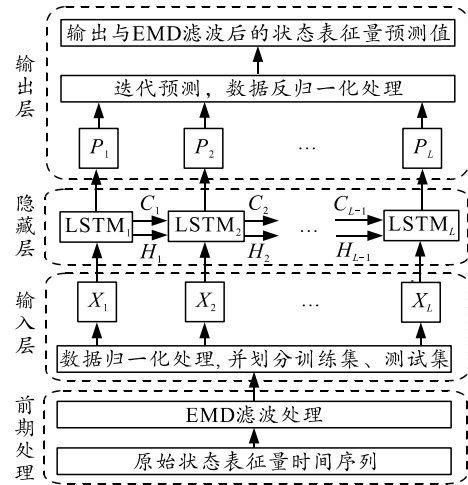 输出与EMD滤波后的状态表征量预测值
迭代预测，数据反归一化处理
输出层
P1 P2 … PL
C1 C2 CL-1
隐藏层
LSTM1 LSTM2 … LSTML
H1 H2 HL-1
输入层
X1 X2 … XL
数据归一化处理,并划分训练集、测试集
前期处理
EMD滤波处理
原始状态表征量时间序列